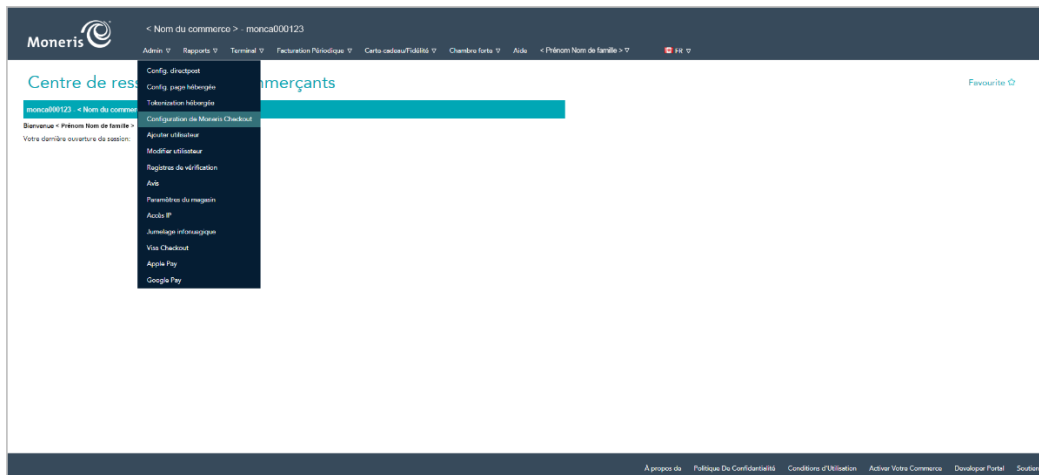 Moneris
< Nom du commerce > - monca000123
Admin ▽ Rapports ▽ Terminal ▽ Facturation Périodique ▽ Carte cadeau/Fidélité ▽ Chambre forte ▽ Aide < Prénom Nom de famille > ▽ FR ▽
Centre de ress merçants
Favourite ☆
monca000123 - < Nom du commer
Bienvenue < Prénom Nom de famille >
Votre dernière ouverture de session:
Config. directpost
Config. page hébergée
Tokenization hébergée
Configuration de Moneris Checkout
Ajouter utilisateur
Modifier utilisateur
Registres de vérification
Avis
Paramètres du magasin
Accès IP
Jumelage infonuagique
Visa Checkout
Apple Pay
Google Pay
À propos de Politique De Confidentialité Conditions d'Utilisation Activer Votre Commerce Developer Portal Soutien